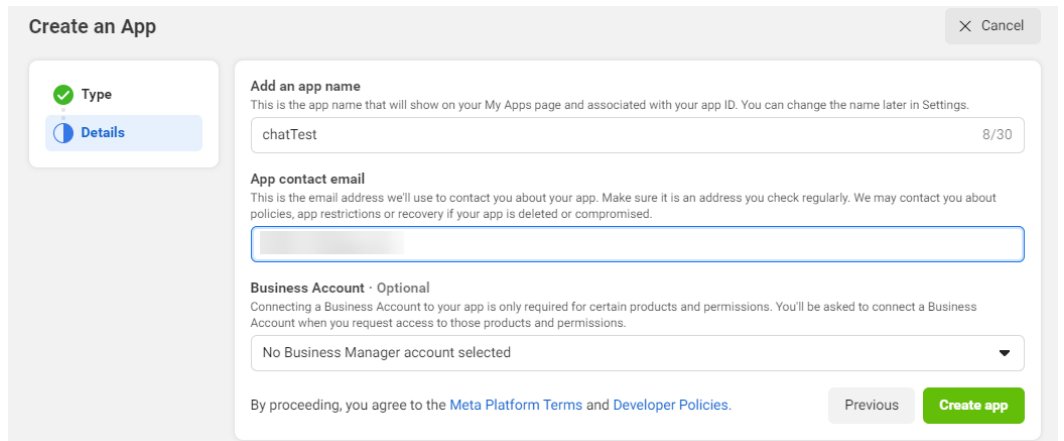 Create an App
Cancel
Type
Details
Add an app name
This is the app name that will show on your My Apps page and associated with your app ID. You can change the name later in Settings.
chatTest
8/30
App contact email
This is the email address we'll use to contact you about your app. Make sure it is an address you check regularly. We may contact you about
policies, app restrictions or recovery if your app is deleted or compromised.
Business Account · Optional
Connecting a Business Account to your app is only required for certain products and permissions. You'll be asked to connect a Business
Account when you request access to those products and permissions.
No Business Manager account selected
By proceeding, you agree to the Meta Platform Terms and Developer Policies.
Previous
Create app